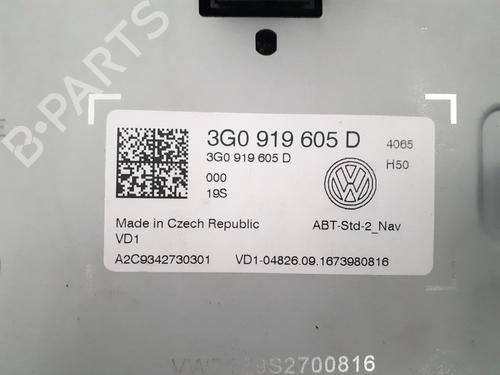 3G0 919 605 D 4065
3G0 919 605 D H50
000
19S
Made in Czech Republic ABT-Std-2_Nav
VD1
A2C9342730301 VD1-04826.09.1673980816